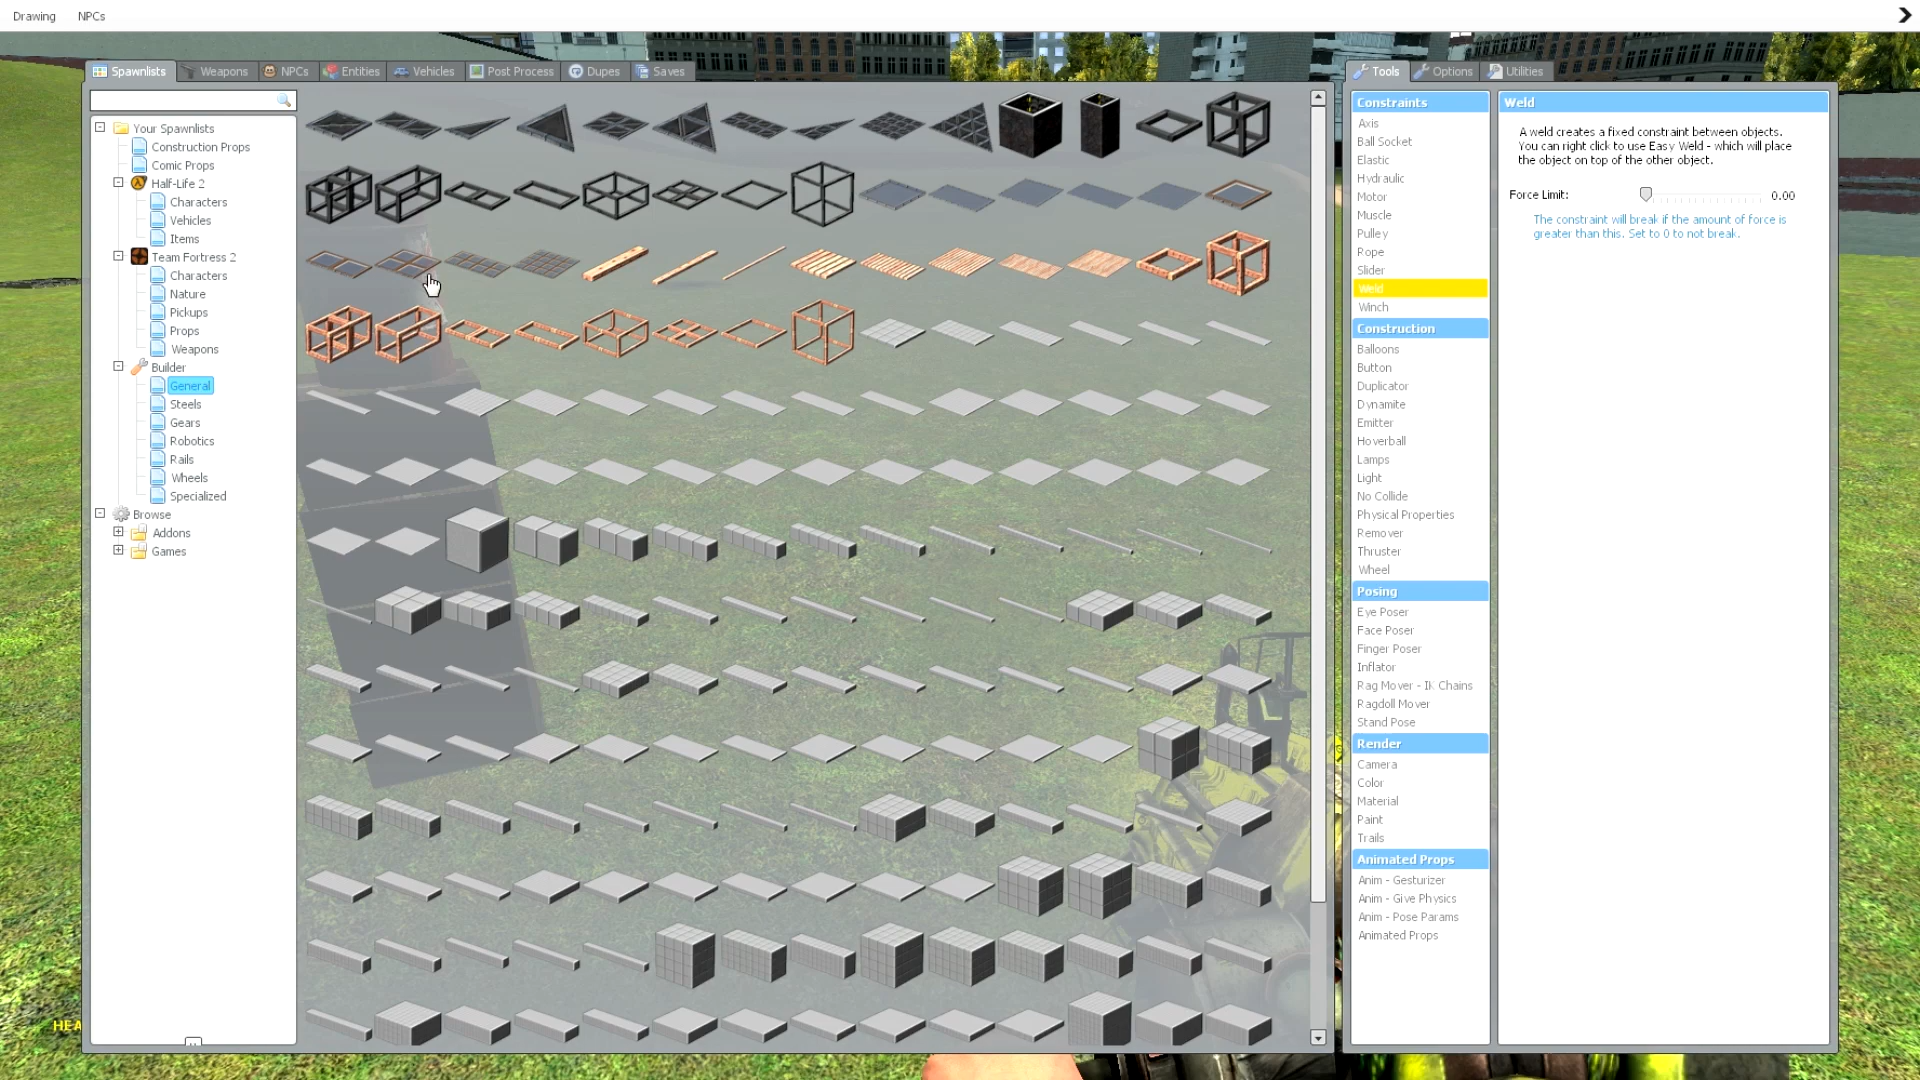 Drawing NPCs
Spawnlists Weapons NPCs Entities Vehicles Post Process Dupes Saves
Your Spawnlists
Construction Props
Comic Props
Half-Life 2
Characters
Vehicles
Items
Team Fortress 2
Characters
Nature
Pickups
Props
Weapons
Builder
General
Steels
Gears
Robotics
Rails
Wheels
Specialized
Browse
Addons
Games
HEA
Tools Options Utilities
Constraints
Axis
Ball Socket
Elastic
Hydraulic
Motor
Muscle
Pulley
Rope
Slider
Weld
Winch
Construction
Balloons
Button
Duplicator
Dynamite
Emitter
Hoverball
Lamps
Light
No Collide
Physical Properties
Remover
Thruster
Wheel
Posing
Eye Poser
Face Poser
Finger Poser
Inflator
Rag Mover - IK Chains
Ragdoll Mover
Stand Pose
Render
Camera
Color
Material
Paint
Trails
Animated Props
Anim - Gesturizer
Anim - Give Physics
Anim - Pose Params
Animated Props
Weld
A weld creates a fixed constraint between objects.
You can right click to use Easy Weld - which will place
the object on top of the other object.
Force Limit: 0.00
The constraint will break if the amount of force is
greater than this. Set to 0 to not break.